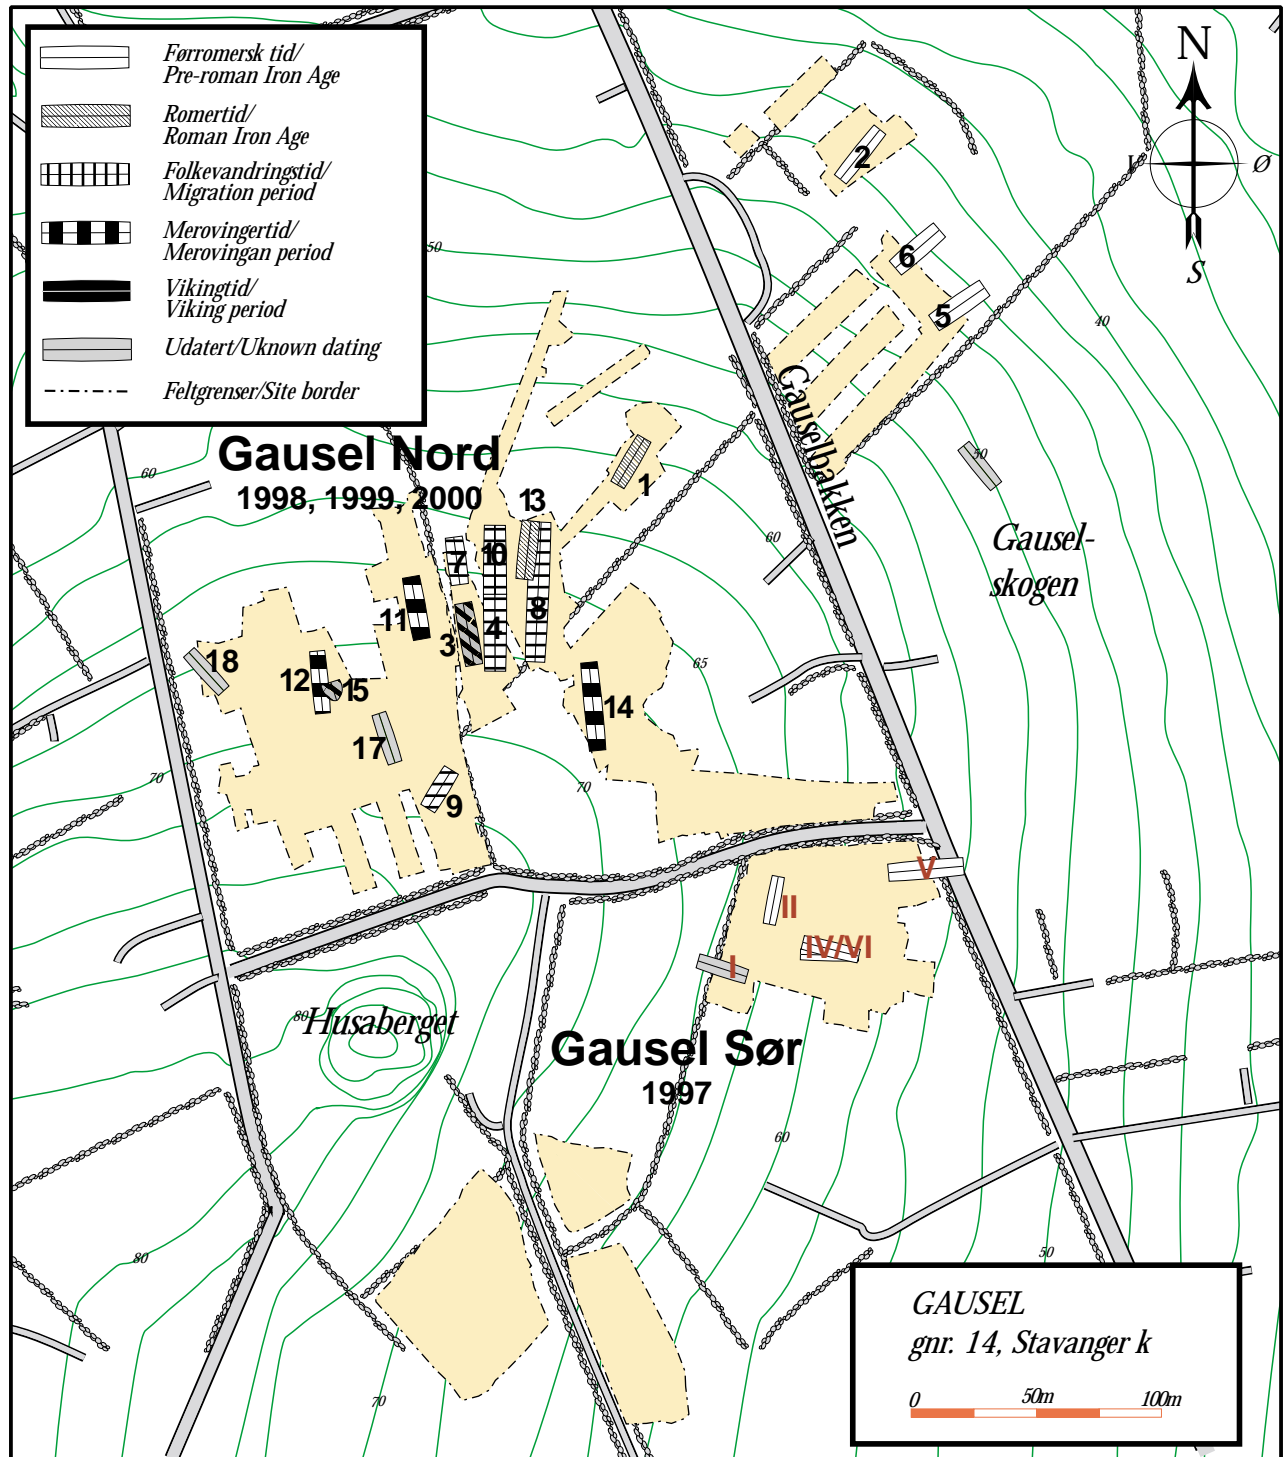 Førromersk tid/
Pre-roman Iron Age
Romertid/
Roman Iron Age
Folkevandringstid/
Migration period
Merovingertid/
Merovingan period
Vikingtid/
Viking period
Udatert/Uknown dating
Feltgrenser/Site border
N
Ø
S
2
6
5
50
40
Gauselbakken
50
Gausel-
skogen
Gausel Nord
1998, 1999, 2000
60
13
1
60
7
10
11
3
4
8
65
18
12
15
14
17
70
70
9
V
II
IV/VI
I
80
Husaberget
Gausel Sør
1997
60
80
50
70
GAUSEL
gnr. 14, Stavanger k
0 50m 100m